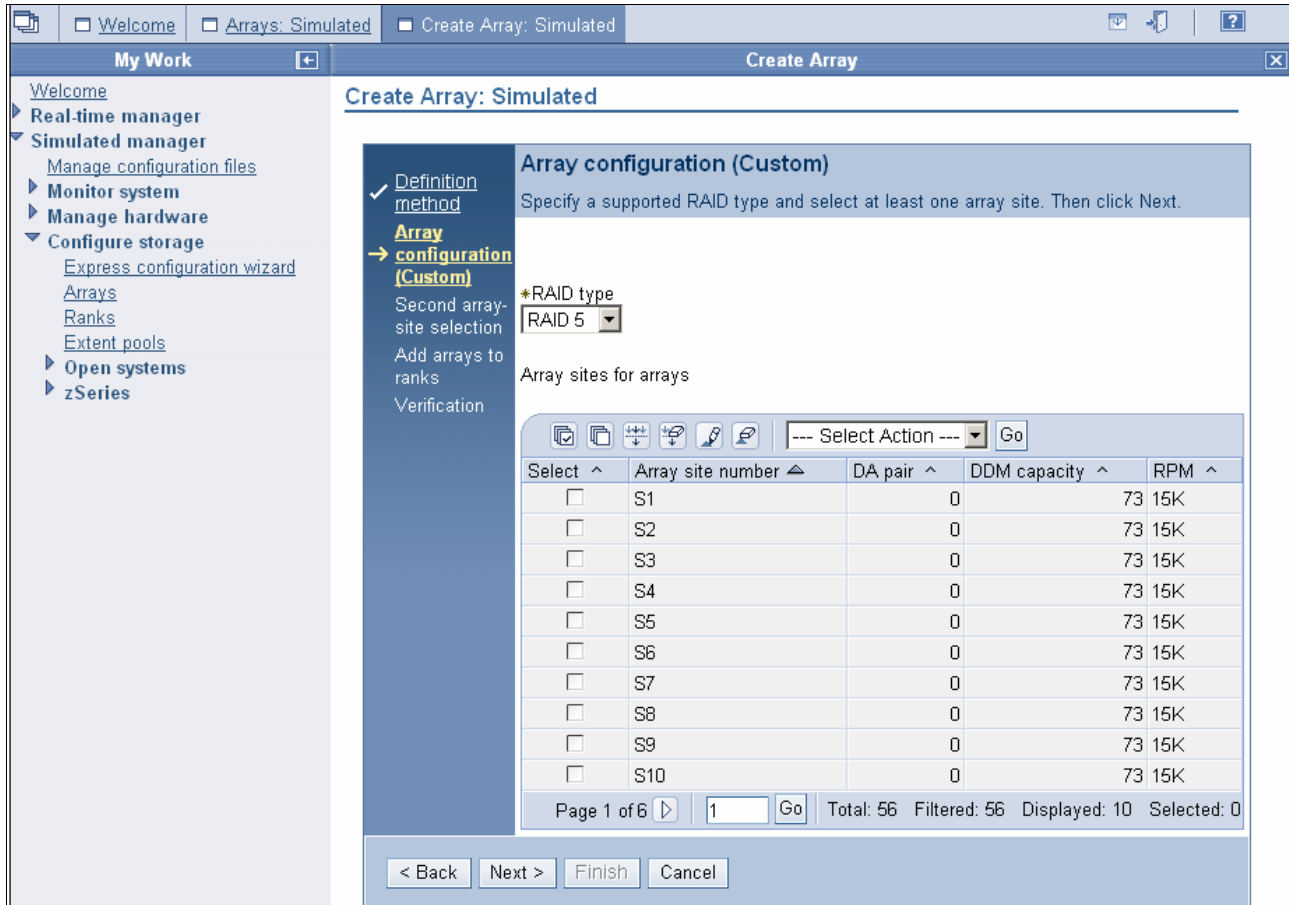 Welcome
Arrays: Simulated
Create Array: Simulated
?
My Work
Create Array
Welcome
Real-time manager
Simulated manager
Manage configuration files
Monitor system
Manage hardware
Configure storage
Express configuration wizard
Arrays
Ranks
Extent pools
Open systems
zSeries
Create Array: Simulated
Definition
method
Array
configuration
(Custom)
Second array-
site selection
Add arrays to
ranks
Verification
Array configuration (Custom)
Specify a supported RAID type and select at least one array site. Then click Next.
*RAID type
RAID 5
Array sites for arrays
--- Select Action --- Go
Select ^ Array site number DA pair ^ DDM capacity ^ RPM ^
S1 0 73 15K
S2 0 73 15K
S3 0 73 15K
S4 0 73 15K
S5 0 73 15K
S6 0 73 15K
S7 0 73 15K
S8 0 73 15K
S9 0 73 15K
S10 0 73 15K
Page 1 of 6 1 Go Total: 56 Filtered: 56 Displayed: 10 Selected: 0
< Back Next > Finish Cancel